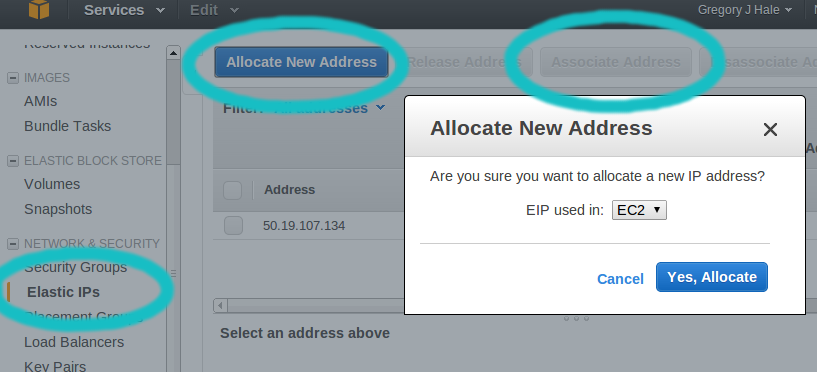 Services Edit Gregory J Hale
Reserved Instances
IMAGES
AMIs
Bundle Tasks
ELASTIC BLOCK STORE
Volumes
Snapshots
NETWORK & SECURITY
Security Groups
Elastic IPs
Placement Groups
Load Balancers
Key Pairs
Allocate New Address Release Address Associate Address
Filter:
Address
50.19.107.134
Select an address above
Allocate New Address
Are you sure you want to allocate a new IP address?
EIP used in: EC2
Cancel Yes, Allocate